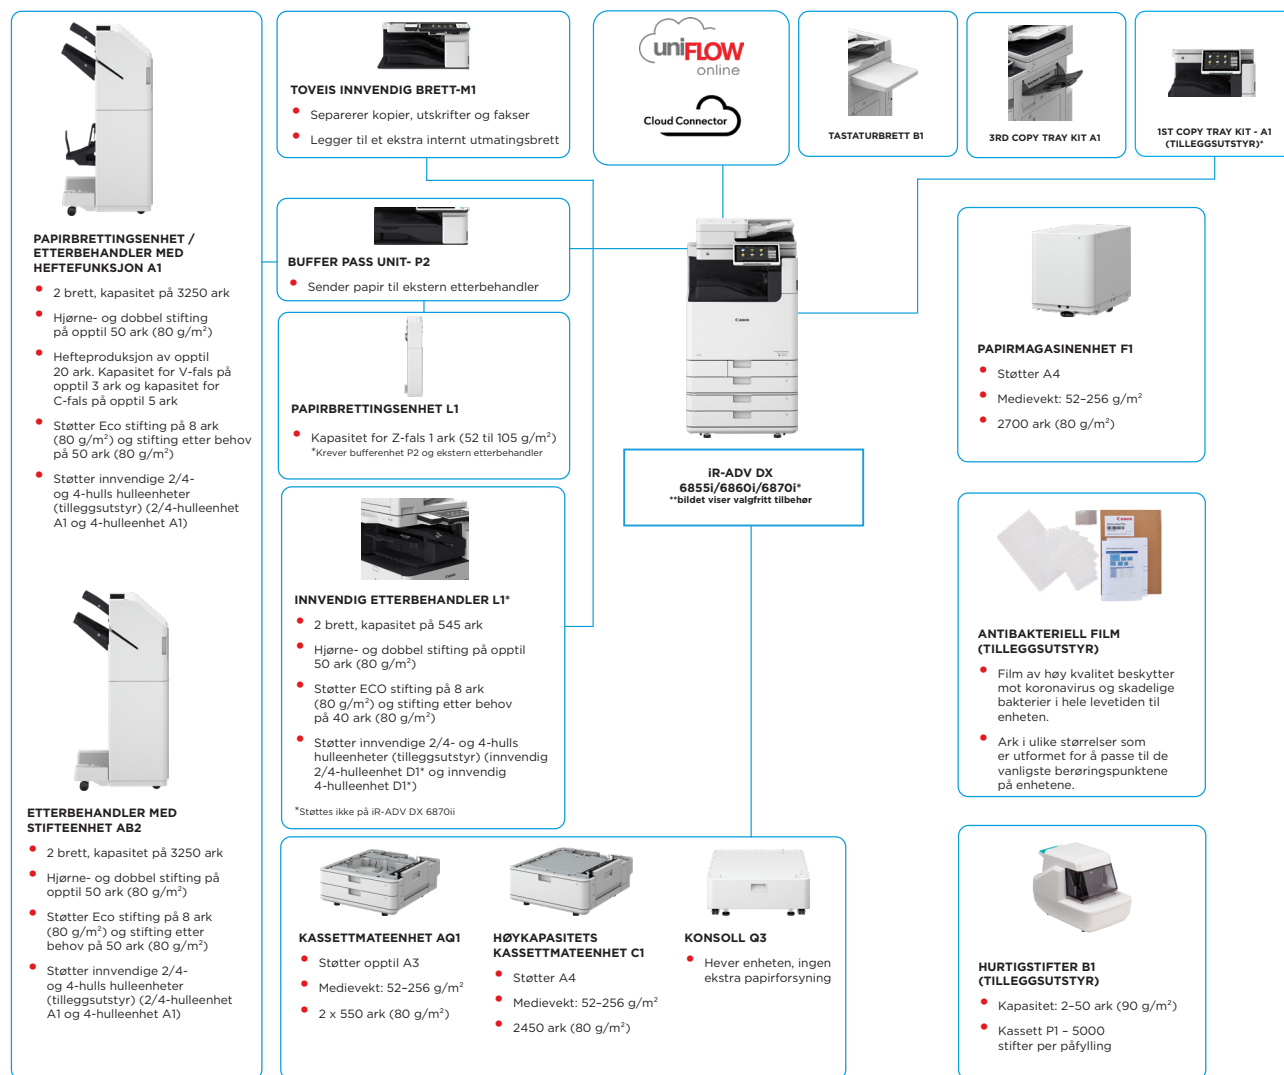 PAPIRBRETTINGSENHET /
ETTERBEHANDLER MED
HEFTEFUNKSJON A1
2 brett, kapasitet på 3250 ark
Hjørne- og dobbel stifting
på opptil 50 ark (80 g/m²)
Hefteproduksjon av opptil
20 ark. Kapasitet for V-fals på
opptil 3 ark og kapasitet for
C-fals på opptil 5 ark
Støtter Eco stifting på 8 ark
(80 g/m²) og stifting etter behov
på 50 ark (80 g/m²)
Støtter innvendige 2/4-
og 4-hulls hulleenheter
(tilleggsutstyr) (2/4-hulleenhet
A1 og 4-hulleenhet A1)
ETTERBEHANDLER MED
STIFTEENHET AB2
2 brett, kapasitet på 3250 ark
Hjørne- og dobbel stifting på
opptil 50 ark (80 g/m²)
Støtter Eco stifting på 8 ark
(80 g/m²) og stifting etter
behov på 50 ark (80 g/m²)
Støtter innvendige 2/4-
og 4-hulls hulleenheter
(tilleggsutstyr) (2/4-hulleenhet
A1 og 4-hulleenhet A1)
TOVEIS INNVENDIG BRETT-M1
Separerer kopier, utskrifter og fakser
Legger til et ekstra internt utmatingsbrett
BUFFER PASS UNIT- P2
Sender papir til ekstern etterbehandler
PAPIRBRETTINGSENHET L1
Kapasitet for Z-fals 1 ark (52 til 105 g/m²)
*Krever bufferenhet P2 og ekstern etterbehandler
INNVENDIG ETTERBEHANDLER L1*
2 brett, kapasitet på 545 ark
Hjørne- og dobbel stifting på opptil
50 ark (80 g/m²)
Støtter ECO stifting på 8 ark
(80 g/m²) og stifting etter behov
på 40 ark (80 g/m²)
Støtter innvendige 2/4- og 4-hulls
hulleenheter (tilleggsutstyr) (innvendig
2/4-hulleenhet D1* og innvendig
4-hulleenhet D1*)
*Støttes ikke på iR-ADV DX 6870ii
uniFLOW
online
Cloud Connector
TASTATURBRETT B1
3RD COPY TRAY KIT A1
1ST COPY TRAY KIT - A1
(TILLEGGSUTSTYR)*
Canon
iR-ADV DX
6855i/6860i/6870i*
**bildet viser valgfritt tilbehør
KASSETTMATEENHET AQ1
Støtter opptil A3
Medievekt: 52–256 g/m²
2 x 550 ark (80 g/m²)
HØYKAPASITETS
KASSETTMATEENHET C1
Støtter A4
Medievekt: 52–256 g/m²
2450 ark (80 g/m²)
KONSOLL Q3
Hever enheten, ingen
ekstra papirforsyning
PAPIRMAGASINENHET F1
Støtter A4
Medievekt: 52–256 g/m²
2700 ark (80 g/m²)
Canon
ANTIBAKTERIELL FILM
(TILLEGGSUTSTYR)
Film av høy kvalitet beskytter
mot koronavirus og skadelige
bakterier i hele levetiden til
enheten.
Ark i ulike størrelser som
er utformet for å passe til de
vanligste berøringspunktene
på enhetene.
HURTIGSTIFTER B1
(TILLEGGSUTSTYR)
Kapasitet: 2–50 ark (90 g/m²)
Kassett P1 – 5000
stifter per påfylling